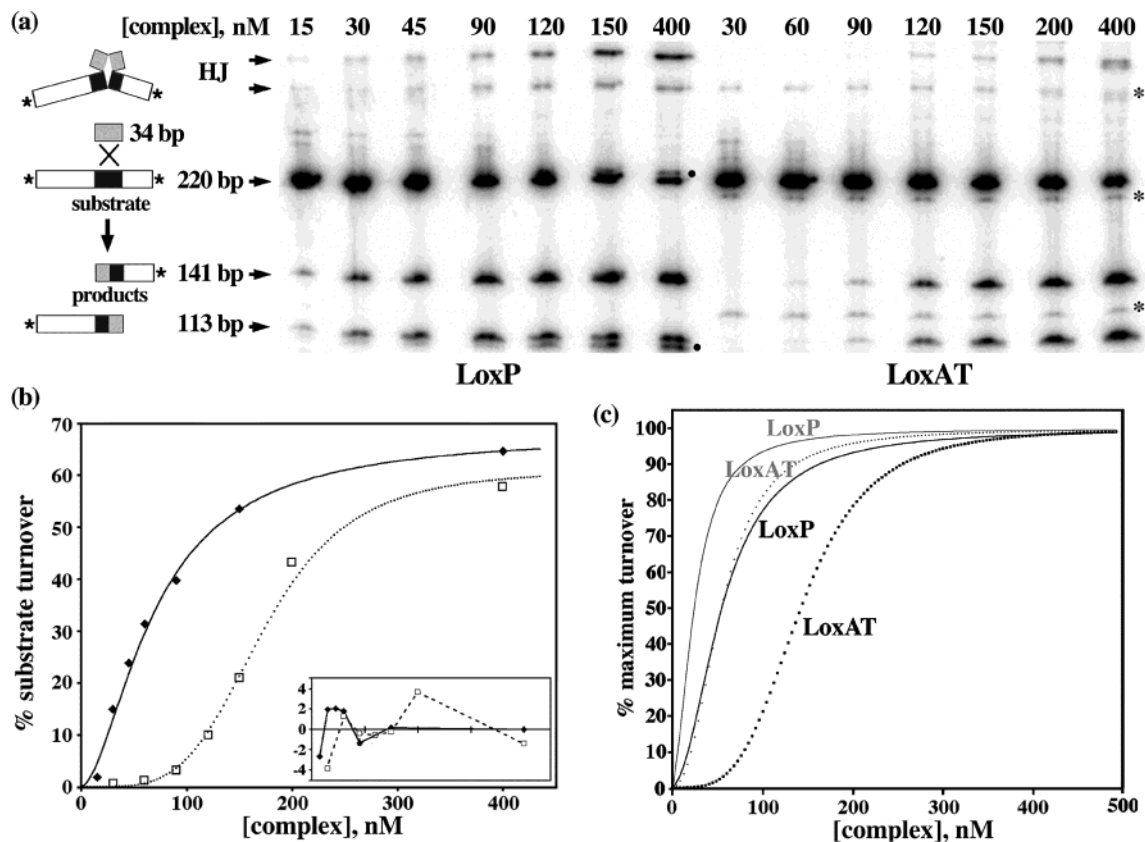 (a) [complex], nM 15 30 45 90 120 150 400 30 60 90 120 150 200 400
HJ
*
* *
34 bp
* * 220 bp
substrate
*
141 bp
*
products
*
113 bp
*
LoxP LoxAT
(b)
70
60
50
40
30
20
10
0
% substrate turnover
0 100 200 300 400
[complex], nM
4
2
0
-2
-4
(c)
100
90
80
70
60
50
40
30
20
10
0
% maximum turnover
LoxP
LoxAT
LoxP
LoxAT
0 100 200 300 400 500
[complex], nM